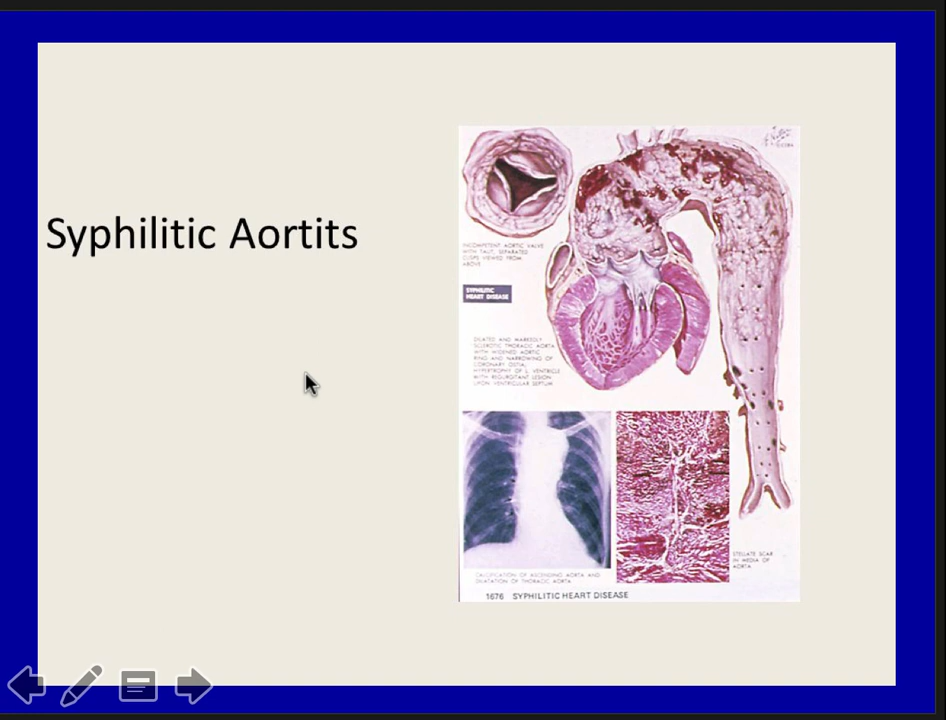 Syphilitic Aortits
INCOMPETENT AORTIC VALVE
WITH TAUT, SEPARATED
CUSPS VIEWED FROM
ABOVE
SYPHILITIC
HEART DISEASE
DILATED AND MARKEDLY
SCLEROTIC THORACIC AORTA
WITH WIDENED AORTIC
RING AND NARROWING OF
CORONARY OSTIA;
HYPERTROPHY OF L. VENTRICLE
WITH REGURGITANT LESION
UPON VENTRICULAR SEPTUM
STELLATE SCAR
IN MEDIA OF
AORTA
CALCIFICATION OF ASCENDING AORTA AND
DILATATION OF THORACIC AORTA
1676 SYPHILITIC HEART DISEASE